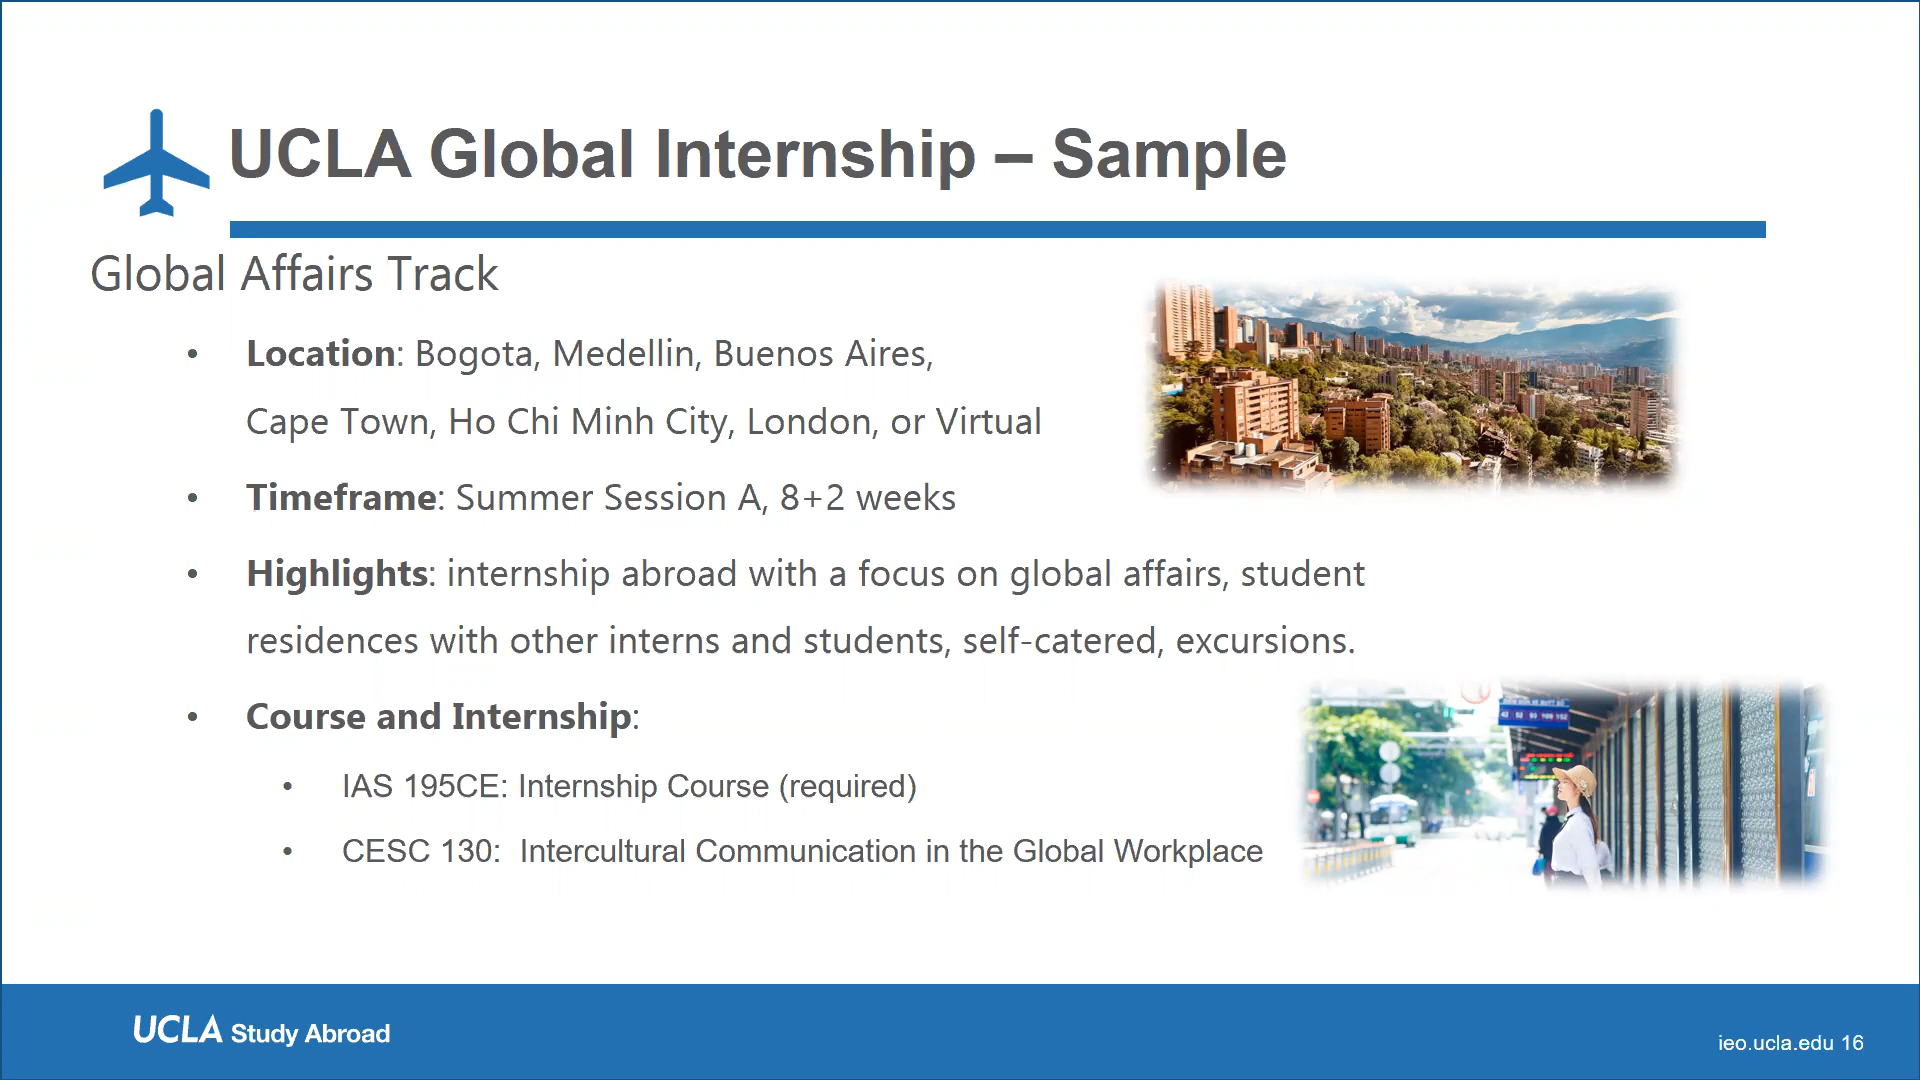 UCLA Global Internship – Sample
Global Affairs Track
• Location: Bogota, Medellin, Buenos Aires,
Cape Town, Ho Chi Minh City, London, or Virtual
• Timeframe: Summer Session A, 8+2 weeks
• Highlights: internship abroad with a focus on global affairs, student
residences with other interns and students, self-catered, excursions.
• Course and Internship:
• IAS 195CE: Internship Course (required)
• CESC 130:  Intercultural Communication in the Global Workplace
UCLA Study Abroad
ieo.ucla.edu 16